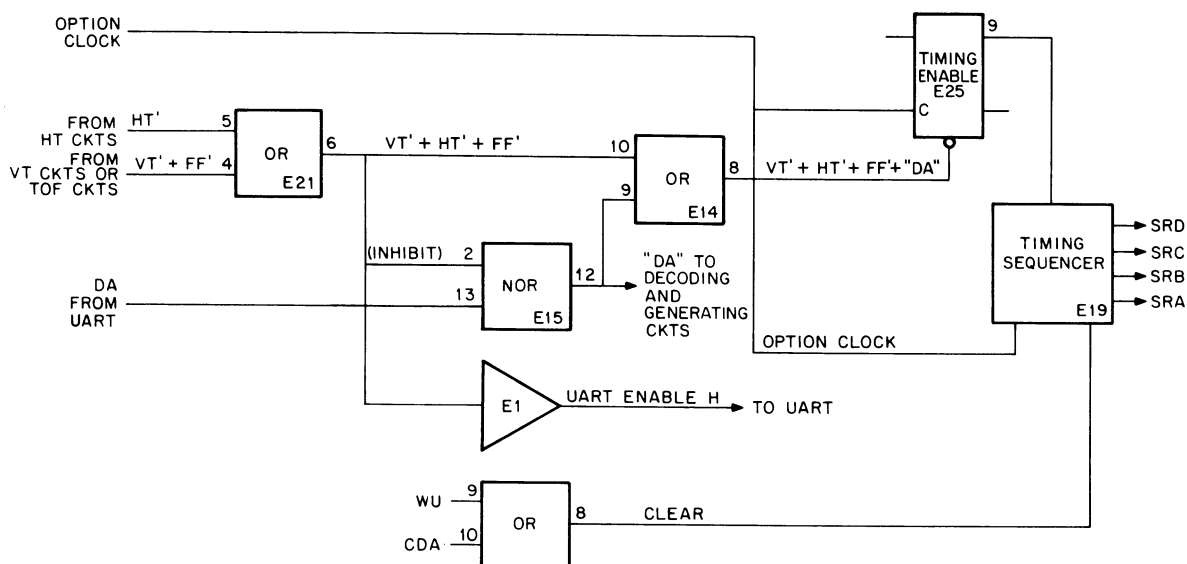 OPTION
CLOCK
9
TIMING
ENABLE
E25
C
FROM
HT CKTS
HT'
5
FROM
VT CKTS OR
TOF CKTS
VT' + FF'
4
OR
E21
6
VT' + HT' + FF'
10
9
OR
E14
8
VT' + HT' + FF' + "DA"
(INHIBIT)
2
DA
FROM
UART
13
NOR
E15
12
"DA" TO
DECODING
AND
GENERATING
CKTS
TIMING
SEQUENCER
E19
SRD
SRC
SRB
SRA
OPTION CLOCK
E1
UART ENABLE H
TO UART
WU
9
CDA
10
OR
8
CLEAR